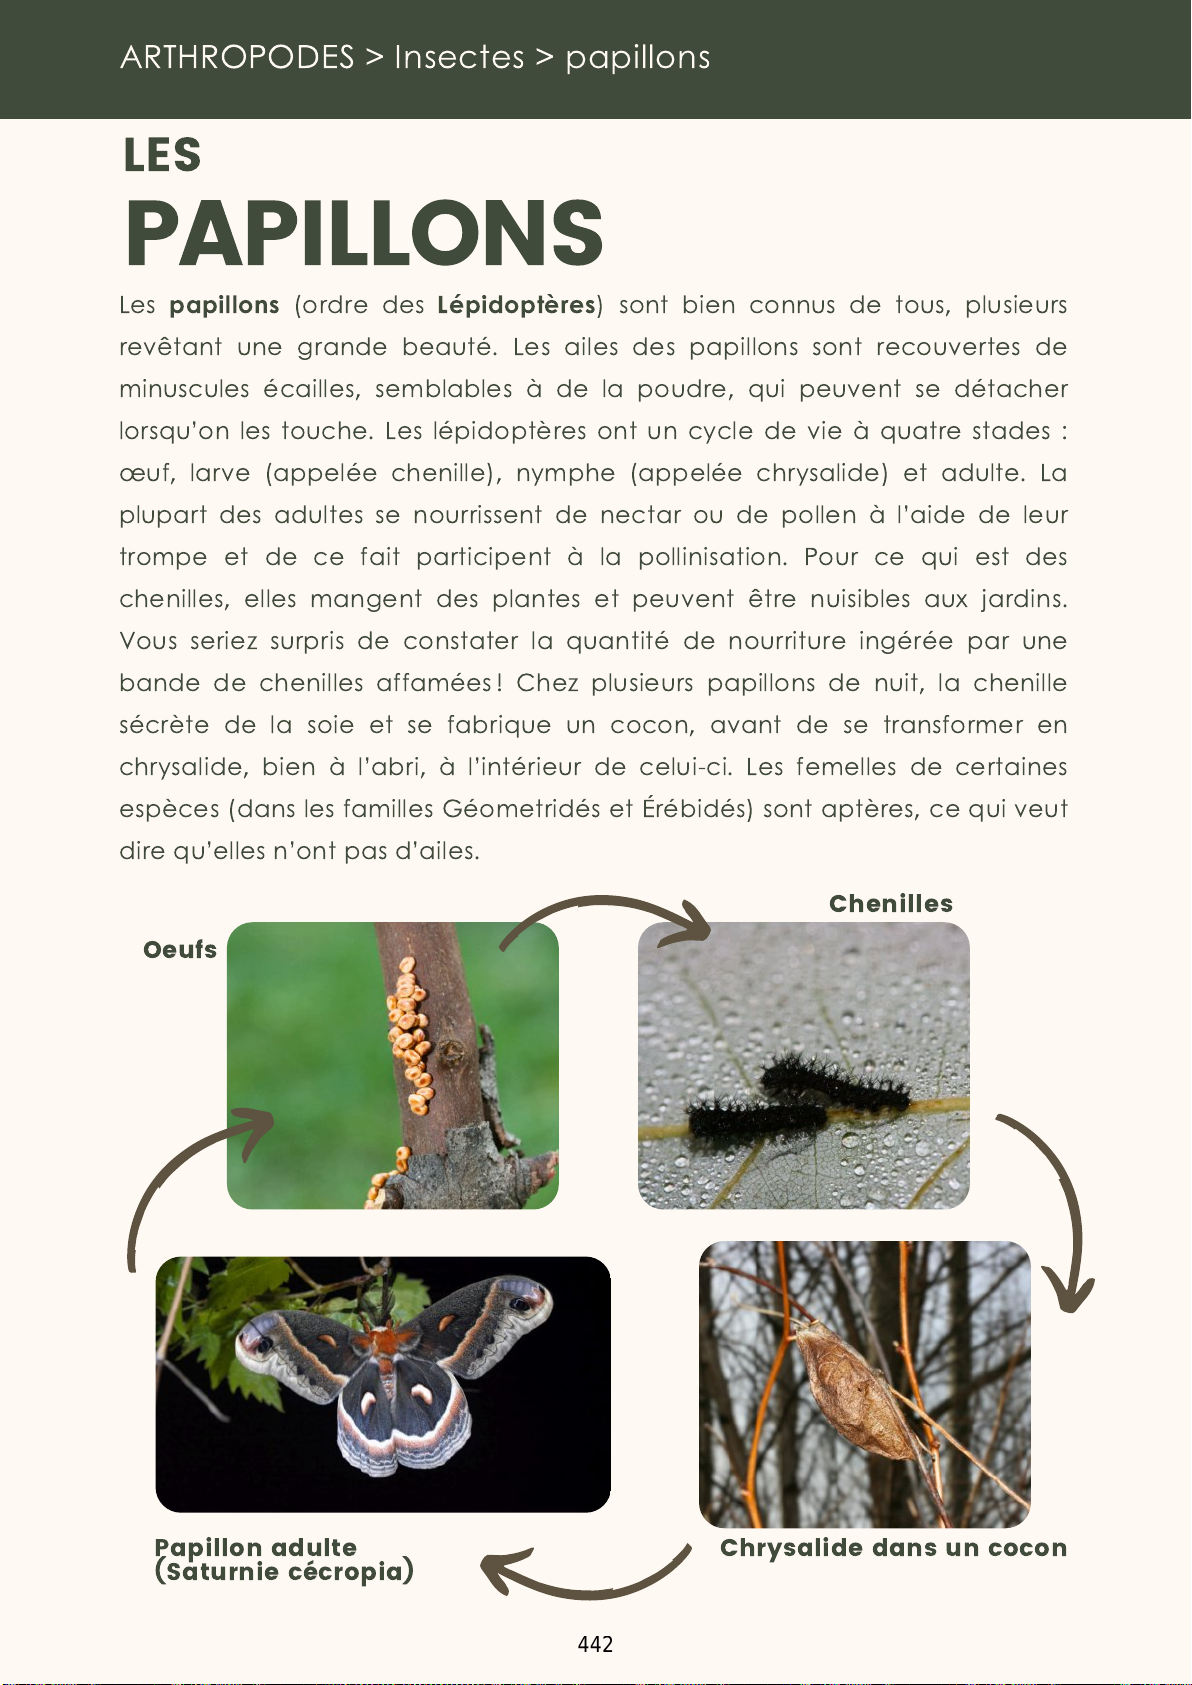 ARTHROPODES > Insectes > papillons
LES
PAPILLONS
Les papillons (ordre des Lépidoptères) sont bien connus de tous, plusieurs
revêtant une grande beauté. Les ailes des papillons sont recouvertes de
minuscules écailles, semblables à de la poudre, qui peuvent se détacher
lorsqu'on les touche. Les lépidoptères ont un cycle de vie à quatre stades :
œuf, larve (appelée chenille), nymphe (appelée chrysalide) et adulte. La
plupart des adultes se nourrissent de nectar ou de pollen à l'aide de leur
trompe et de ce fait participent à la pollinisation. Pour ce qui est des
chenilles, elles mangent des plantes et peuvent être nuisibles aux jardins.
Vous seriez surpris de constater la quantité de nourriture ingérée par une
bande de chenilles affamées ! Chez plusieurs papillons de nuit, la chenille
sécrète de la soie et se fabrique un cocon, avant de se transformer en
chrysalide, bien à l'abri, à l'intérieur de celui-ci. Les femelles de certaines
espèces (dans les familles Géometridés et Érébidés) sont aptères, ce qui veut
dire qu'elles n'ont pas d'ailes.
Chenilles
Oeufs
Papillon adulte
(Saturnie cécropia)
Chrysalide dans un cocon
442